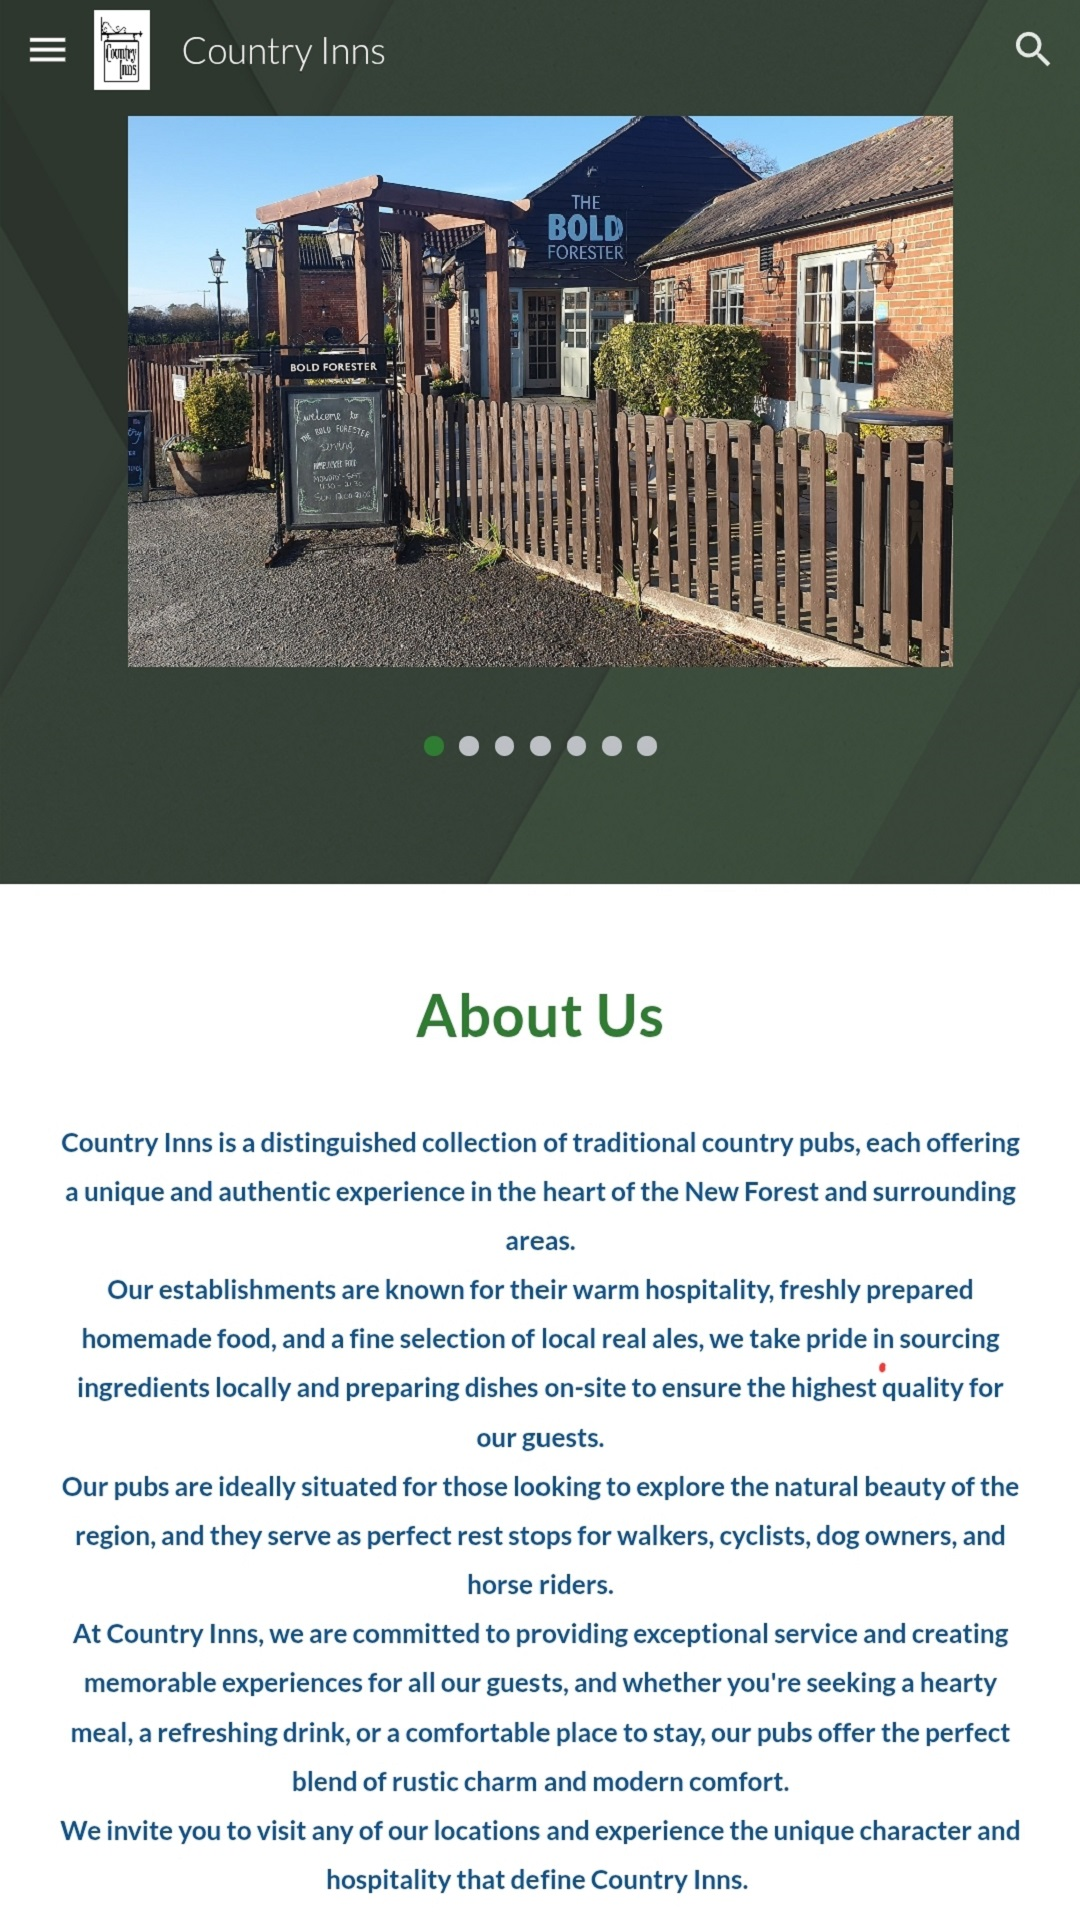 Country
Inns
Country Inns
THE
BOLD
FORESTER
BOLD FORESTER
welcome to
THE BOLD FORESTER
serving
MONDAY - SAT
About Us
Country Inns is a distinguished collection of traditional country pubs, each offering
a unique and authentic experience in the heart of the New Forest and surrounding
areas.
Our establishments are known for their warm hospitality, freshly prepared
homemade food, and a fine selection of local real ales, we take pride in sourcing
ingredients locally and preparing dishes on-site to ensure the highest quality for
our guests.
Our pubs are ideally situated for those looking to explore the natural beauty of the
region, and they serve as perfect rest stops for walkers, cyclists, dog owners, and
horse riders.
At Country Inns, we are committed to providing exceptional service and creating
memorable experiences for all our guests, and whether you're seeking a hearty
meal, a refreshing drink, or a comfortable place to stay, our pubs offer the perfect
blend of rustic charm and modern comfort.
We invite you to visit any of our locations and experience the unique character and
hospitality that define Country Inns.